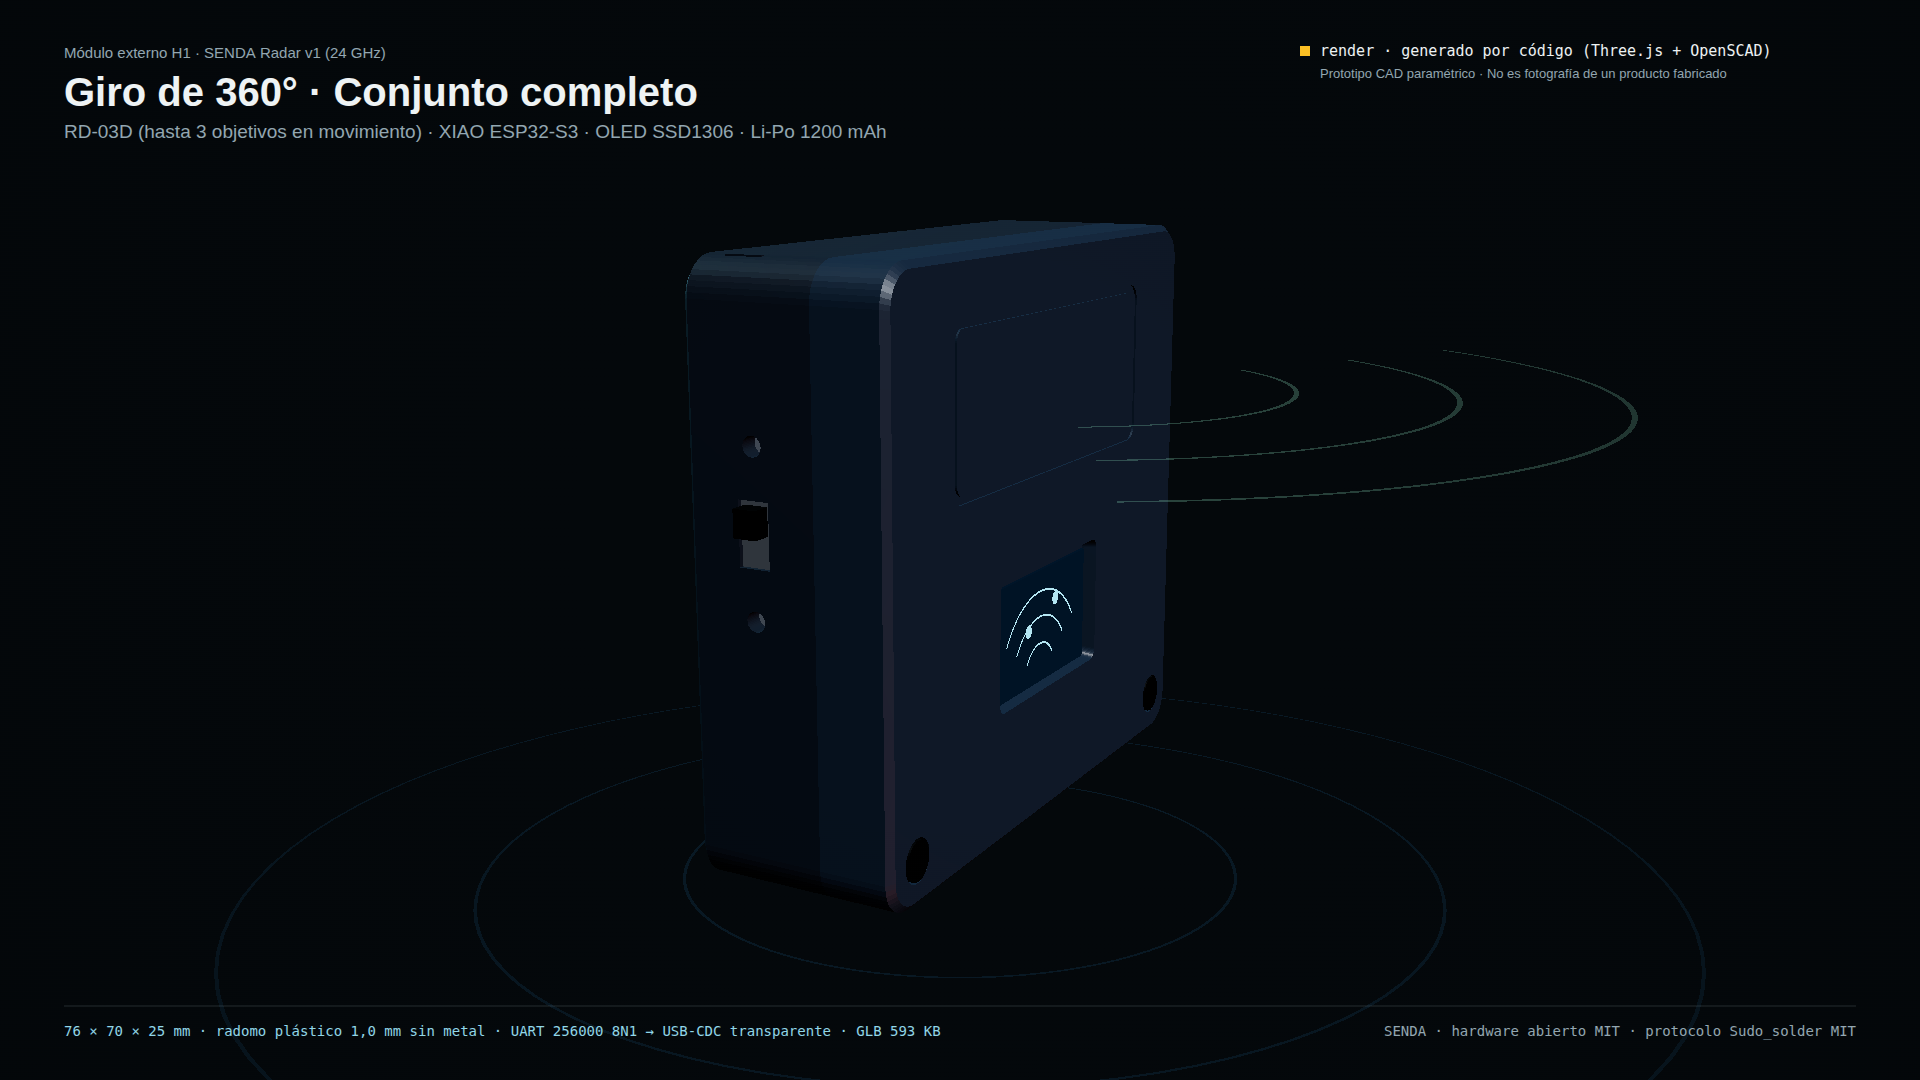 Módulo externo H1 · SENDA Radar v1 (24 GHz)
Giro de 360° · Conjunto completo
RD-03D (hasta 3 objetivos en movimiento) · XIAO ESP32-S3 · OLED SSD1306 · Li-Po 1200 mAh
render · generado por código (Three.js + OpenSCAD)
Prototipo CAD paramétrico · No es fotografía de un producto fabricado
76 × 70 × 25 mm · radomo plástico 1,0 mm sin metal · UART 256000 8N1 → USB-CDC transparente · GLB 593 KB
SENDA · hardware abierto MIT · protocolo Sudo_solder MIT